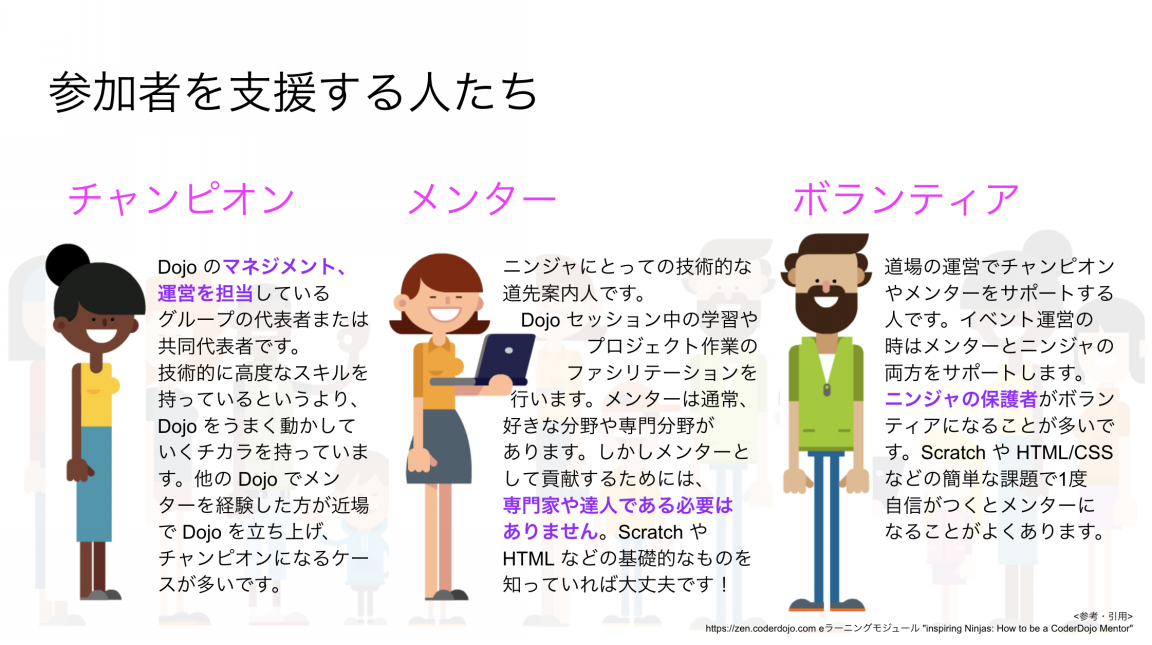 参加者を支援する人たち
チャンピオン
Dojo のマネジメント、
運営を担当している
グループの代表者または
共同代表者です。
技術的に高度なスキルを
持っているというより、
Dojo をうまく動かして
いくチカラを持っていま
す。他の Dojo でメン
ターを経験した方が近場
で Dojo を立ち上げ、
チャンピオンになるケー
スが多いです。
メンター
ニンジャにとっての技術的な
道先案内人です。
Dojo セッション中の学習や
プロジェクト作業の
ファシリテーションを
行います。メンターは通常、
好きな分野や専門分野が
あります。しかしメンターと
して貢献するためには、
専門家や達人である必要は
ありません。Scratch や
HTML などの基礎的なものを
知っていれば大丈夫です！
ボランティア
道場の運営でチャンピオン
やメンターをサポートする
人です。イベント運営の
時はメンターとニンジャの
両方をサポートします。
ニンジャの保護者がボラン
ティアになることが多いで
す。Scratch や HTML/CSS
などの簡単な課題で1度
自信がつくとメンターに
なることがよくあります。
<参考・引用>
https://zen.coderdojo.com eラーニングモジュール "inspiring Ninjas: How to be a CoderDojo Mentor"